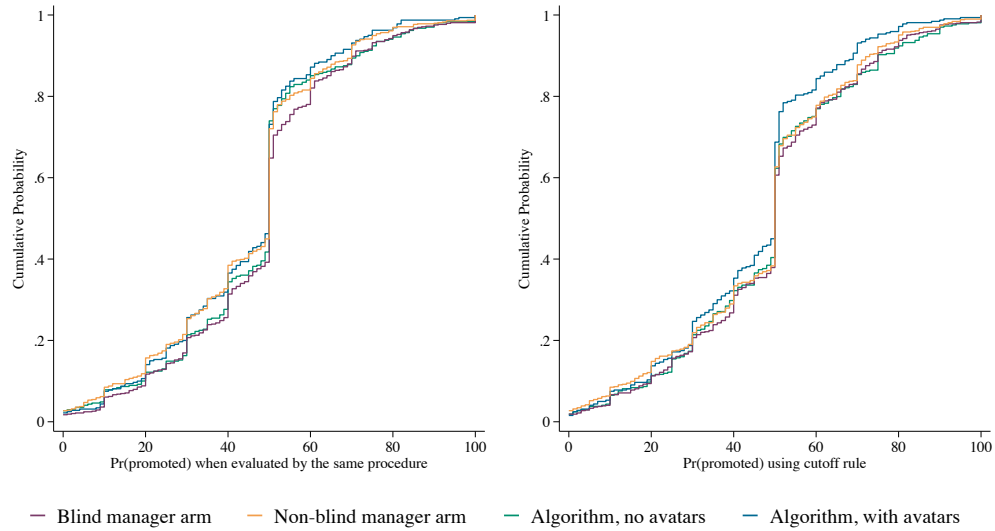 Cumulative Probability
1
.8
.6
.4
.2
0
0 20 40 60 80 100
Pr(promoted) when evaluated by the same procedure
Cumulative Probability
1
.8
.6
.4
.2
0
0 20 40 60 80 100
Pr(promoted) using cutoff rule
Blind manager arm Non-blind manager arm Algorithm, no avatars Algorithm, with avatars